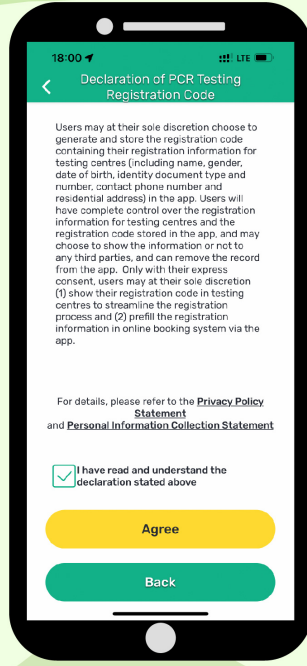 18:00 LTE
Declaration of PCR Testing
Registration Code
Users may at their sole discretion choose to
generate and store the registration code
containing their registration information for
testing centres (including name, gender,
date of birth, identity document type and
number, contact phone number and
residential address) in the app. Users will
have complete control over the registration
information for testing centres and the
registration code stored in the app, and may
choose to show the information or not to
any third parties, and can remove the record
from the app. Only with their express
consent, users may at their sole discretion
(1) show their registration code in testing
centres to streamline the registration
process and (2) prefill the registration
information in online booking system via the
app.
For details, please refer to the Privacy Policy
Statement
and Personal Information Collection Statement
I have read and understand the
declaration stated above
Agree
Back